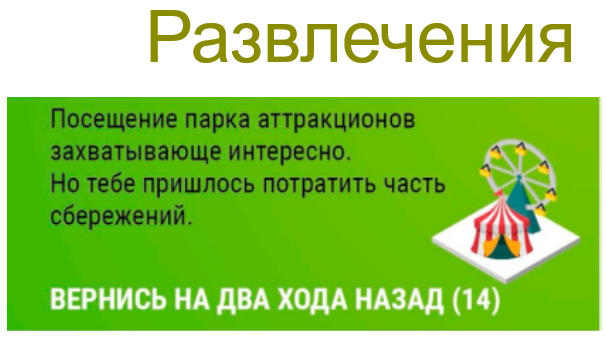 Развлечения
Посещение парка аттракционов
захватывающе интересно.
Но тебе пришлось потратить часть
сбережений.
ВЕРНИСЬ НА ДВА ХОДА НАЗАД (14)